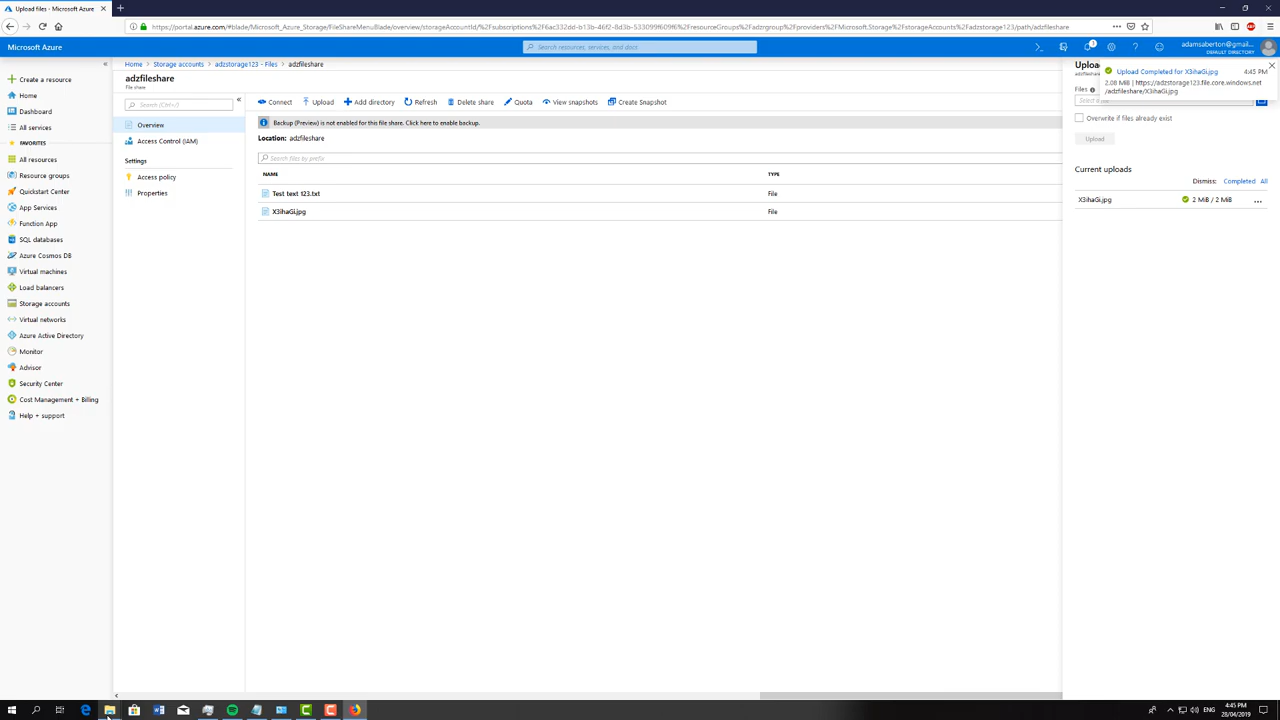 Upload files - Microsoft Azure
https://portal.azure.com/#blade/Microsoft_Azure_Storage/FileShareMenuBlade/overview/storageAccountId/%2Fsubscriptions%2F6ac332dd-b13b-46f2-8d3b-533099f609f6%2FresourceGroups%2Fadzrgroup%2Fproviders%2FMicrosoft.Storage%2FstorageAccounts%2Fadzstorage123/path/adzfileshare
Microsoft Azure
Search resources, services, and docs
1
adamsaberton@gmail...
DEFAULT DIRECTORY
Create a resource
Home
Dashboard
All services
FAVORITES
All resources
Resource groups
Quickstart Center
App Services
Function App
SQL databases
Azure Cosmos DB
Virtual machines
Load balancers
Storage accounts
Virtual networks
Azure Active Directory
Monitor
Advisor
Security Center
Cost Management + Billing
Help + support
Home > Storage accounts > adzstorage123 - Files > adzfileshare
adzfileshare
File share
Search (Ctrl+/)
Overview
Access Control (IAM)
Settings
Access policy
Properties
Connect Upload Add directory Refresh Delete share Quota View snapshots Create Snapshot
Backup (Preview) is not enabled for this file share. Click here to enable backup.
Location: adzfileshare
Search files by prefix
NAME TYPE
Test text 123.txt File
X3ihaGi.jpg File
Upload
adzfileshare
Upload Completed for X3ihaGi.jpg 4:45 PM
2.08 MiB | https://adzstorage123.file.core.windows.net
/adzfileshare/X3ihaGi.jpg
Files
Overwrite if files already exist
Upload
Current uploads
Dismiss: Completed All
X3ihaGi.jpg 2 MiB / 2 MiB ...
ENG
4:45 PM
28/04/2019